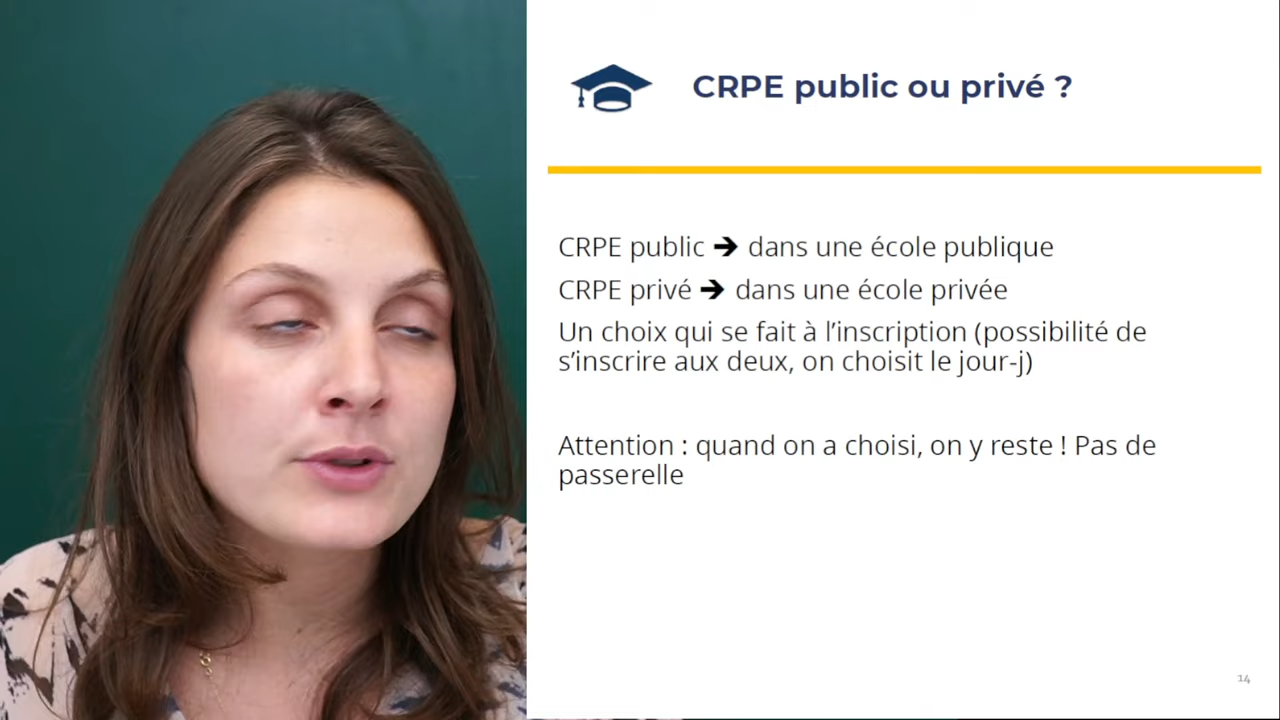 CRPE public ou privé ?
CRPE public ➔ dans une école publique
CRPE privé ➔ dans une école privée
Un choix qui se fait à l’inscription (possibilité de
s’inscrire aux deux, on choisit le jour-j)
Attention : quand on a choisi, on y reste ! Pas de
passerelle
14